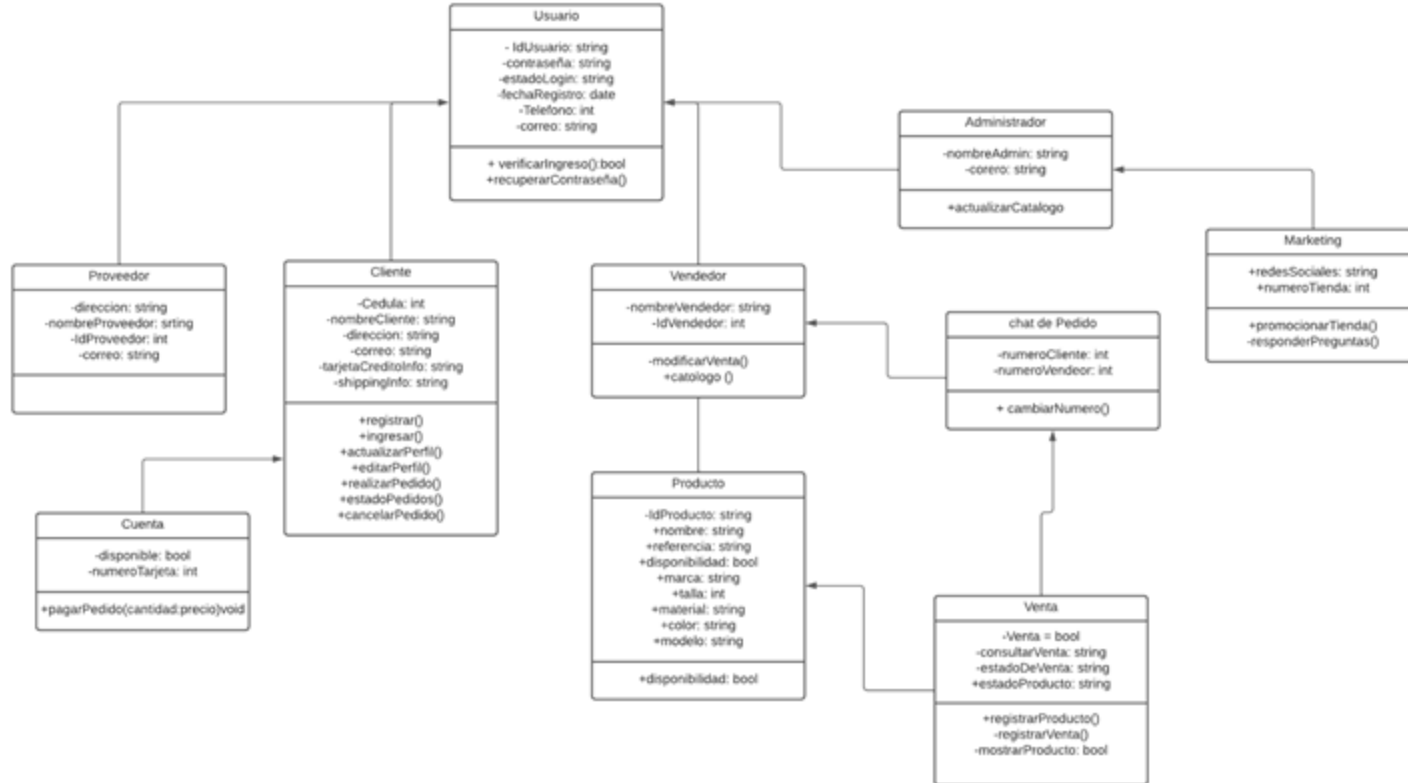 Usuario
- IdUsuario: string
-contraseña: string
-estadoLogin: string
-fechaRegistro: date
-Telefono: int
-correo: string
+ verificarIngreso():bool
+recuperarContraseña()
Administrador
-nombreAdmin: string
-corero: string
+actualizarCatalogo
Marketing
+redesSociales: string
+numeroTienda: int
+promocionarTienda()
-responderPreguntas()
Proveedor
-direccion: string
-nombreProveedor: srting
-IdProveedor: int
-correo: string
Cliente
-Cedula: int
-nombreCliente: string
-direccion: string
-correo: string
-tarjetaCreditoInfo: string
-shippingInfo: string
+registrar()
+ingresar()
+actualizarPerfil()
+editarPerfil()
+realizarPedido()
+estadoPedidos()
+cancelarPedido()
Vendedor
-nombreVendedor: string
-IdVendedor: int
-modificarVenta()
+catologo ()
chat de Pedido
-numeroCliente: int
-numeroVendeor: int
+ cambiarNumero()
Cuenta
-disponible: bool
-numeroTarjeta: int
+pagarPedido(cantidad:precio)void
Producto
-IdProducto: string
+nombre: string
+referencia: string
+disponibilidad: bool
+marca: string
+talla: int
+material: string
+color: string
+modelo: string
+disponibilidad: bool
Venta
-Venta = bool
-consultarVenta: string
-estadoDeVenta: string
+estadoProducto: string
+registrarProducto()
-registrarVenta()
-mostrarProducto: bool